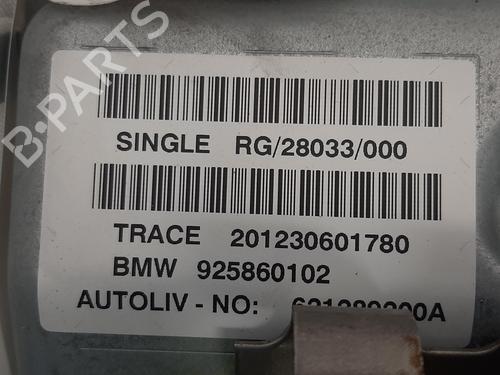 B-PARTS
SINGLE RG/28033/000
TRACE 201230601780
BMW 925860102
AUTOLIV - NO: